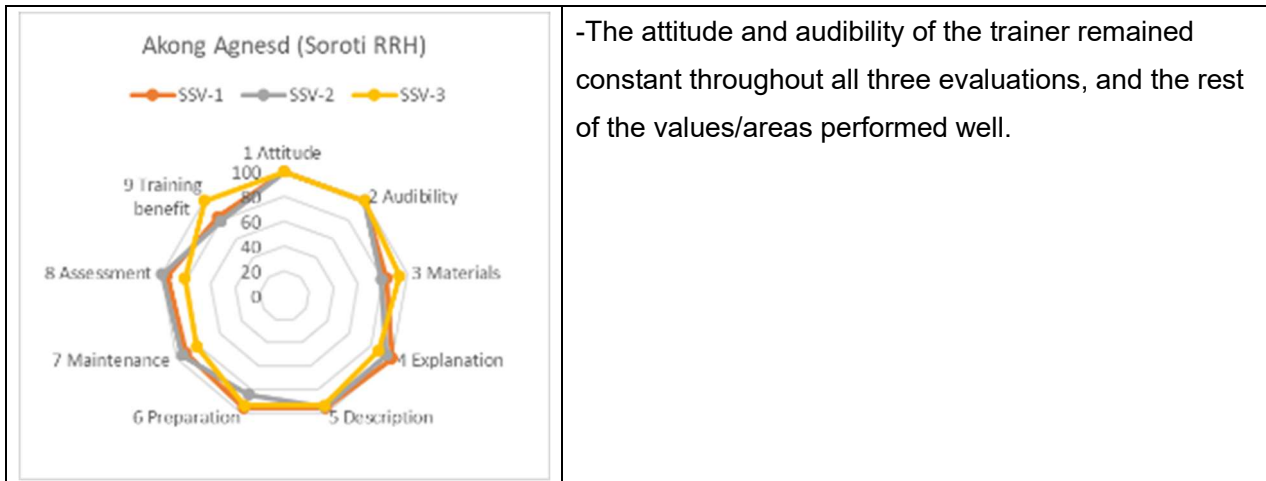 Akong Agnesd (Soroti RRH)
SSV-1 SSV-2 SSV-3
1 Attitude
100
80
60
40
20
0
2 Audibility
3 Materials
4 Explanation
5 Description
6 Preparation
7 Maintenance
8 Assessment
9 Training
benefit
-The attitude and audibility of the trainer remained
constant throughout all three evaluations, and the rest
of the values/areas performed well.